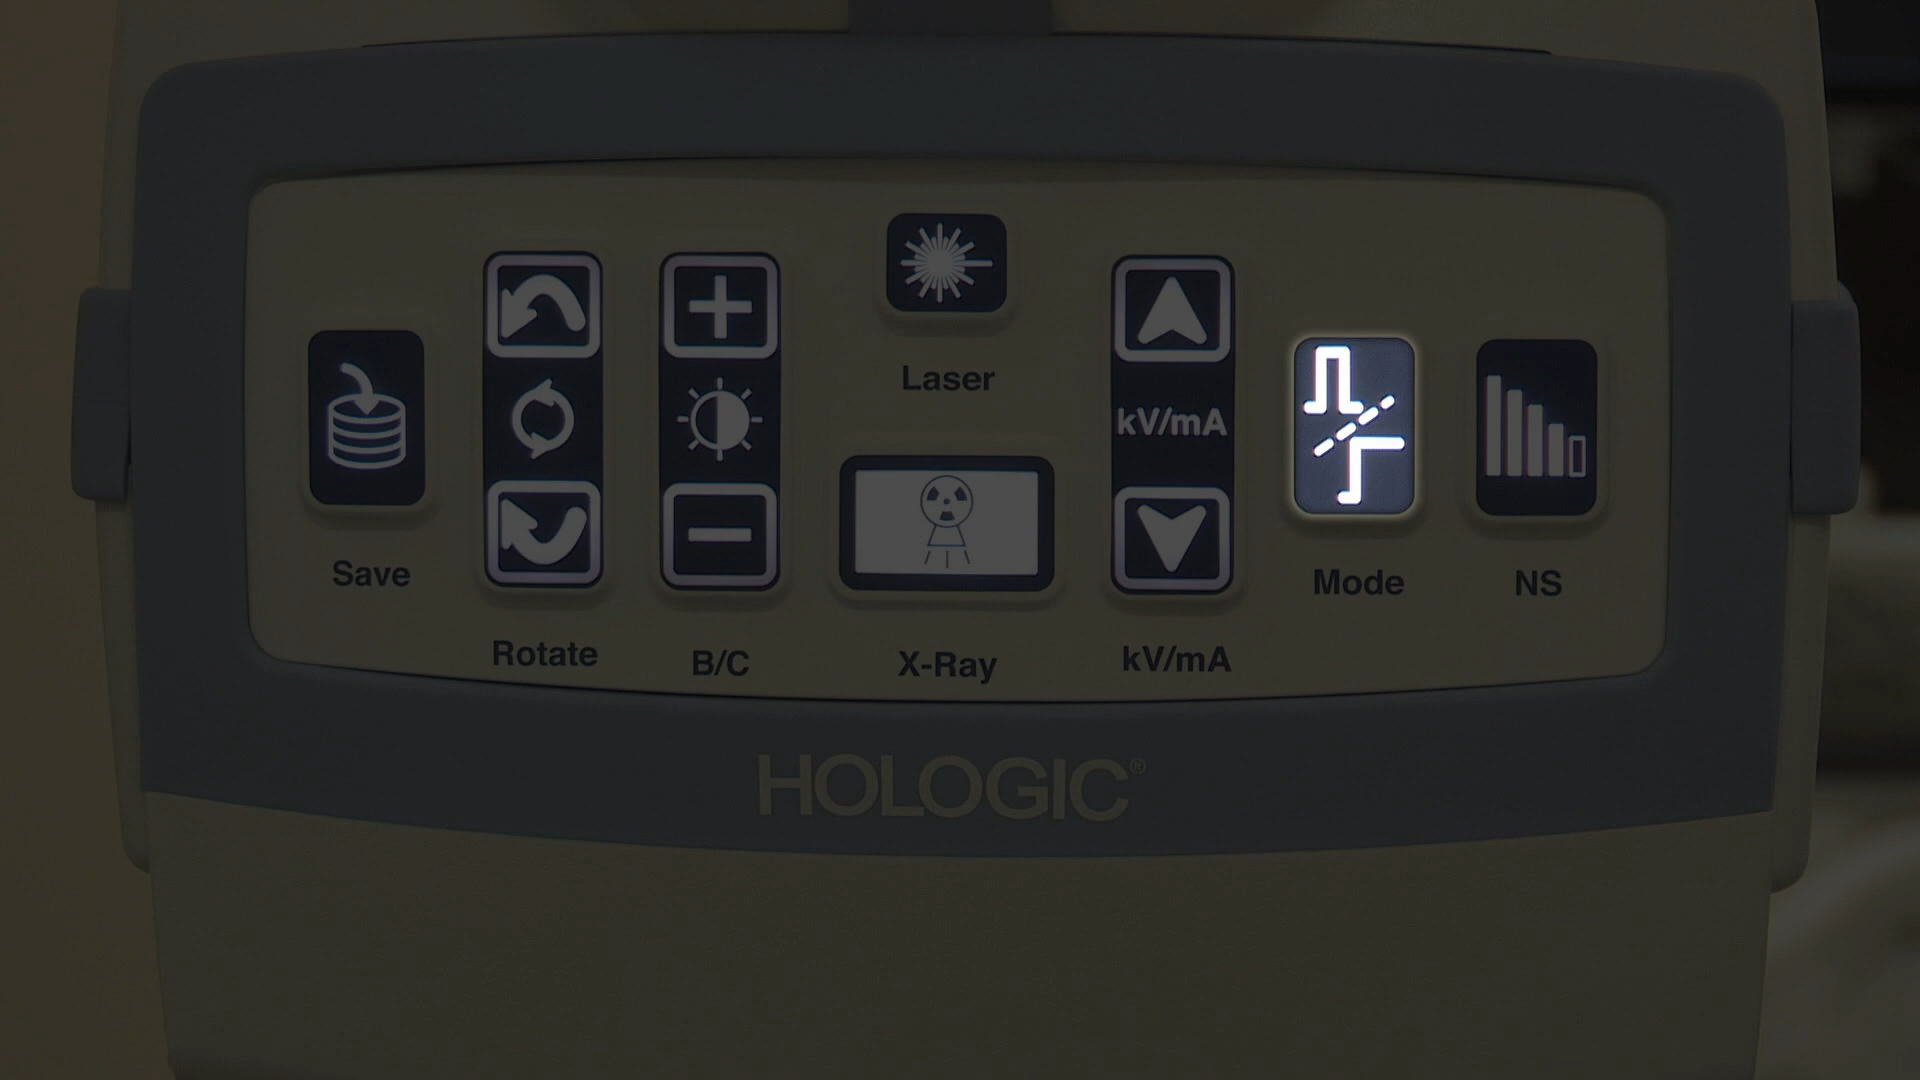 Laser
kV/mA
Save
Rotate
B/C
X-Ray
kV/mA
Mode
NS
HOLOGIC®